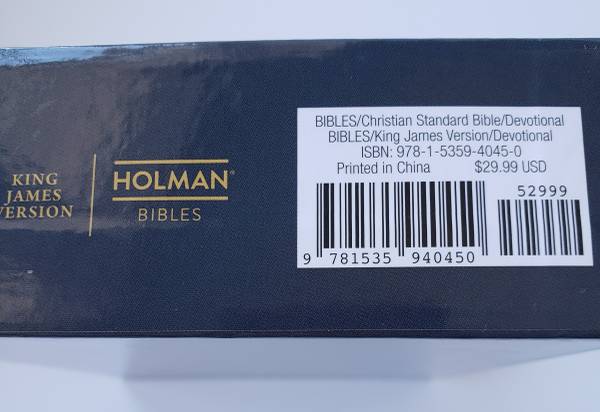 KING
JAMES
VERSION
HOLMAN®
BIBLES
BIBLES/Christian Standard Bible/Devotional
BIBLES/King James Version/Devotional
ISBN: 978-1-5359-4045-0
Printed in China $29.99 USD
52999
9 781535 940450